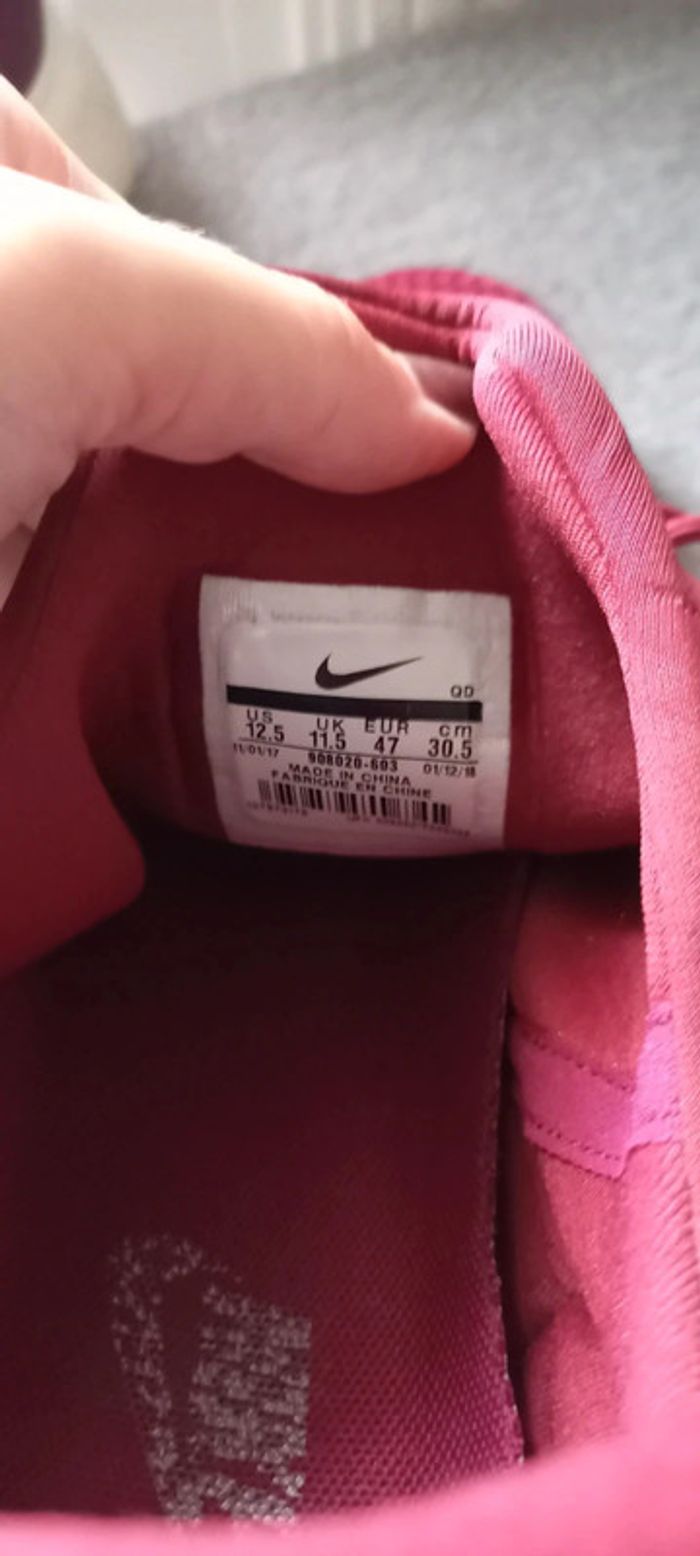 QD
US UK EUR cm
12.5 11.5 47 30.5
11/01/17 908020-603 01/12/18
MADE IN CHINA
FABRIQUE EN CHINE